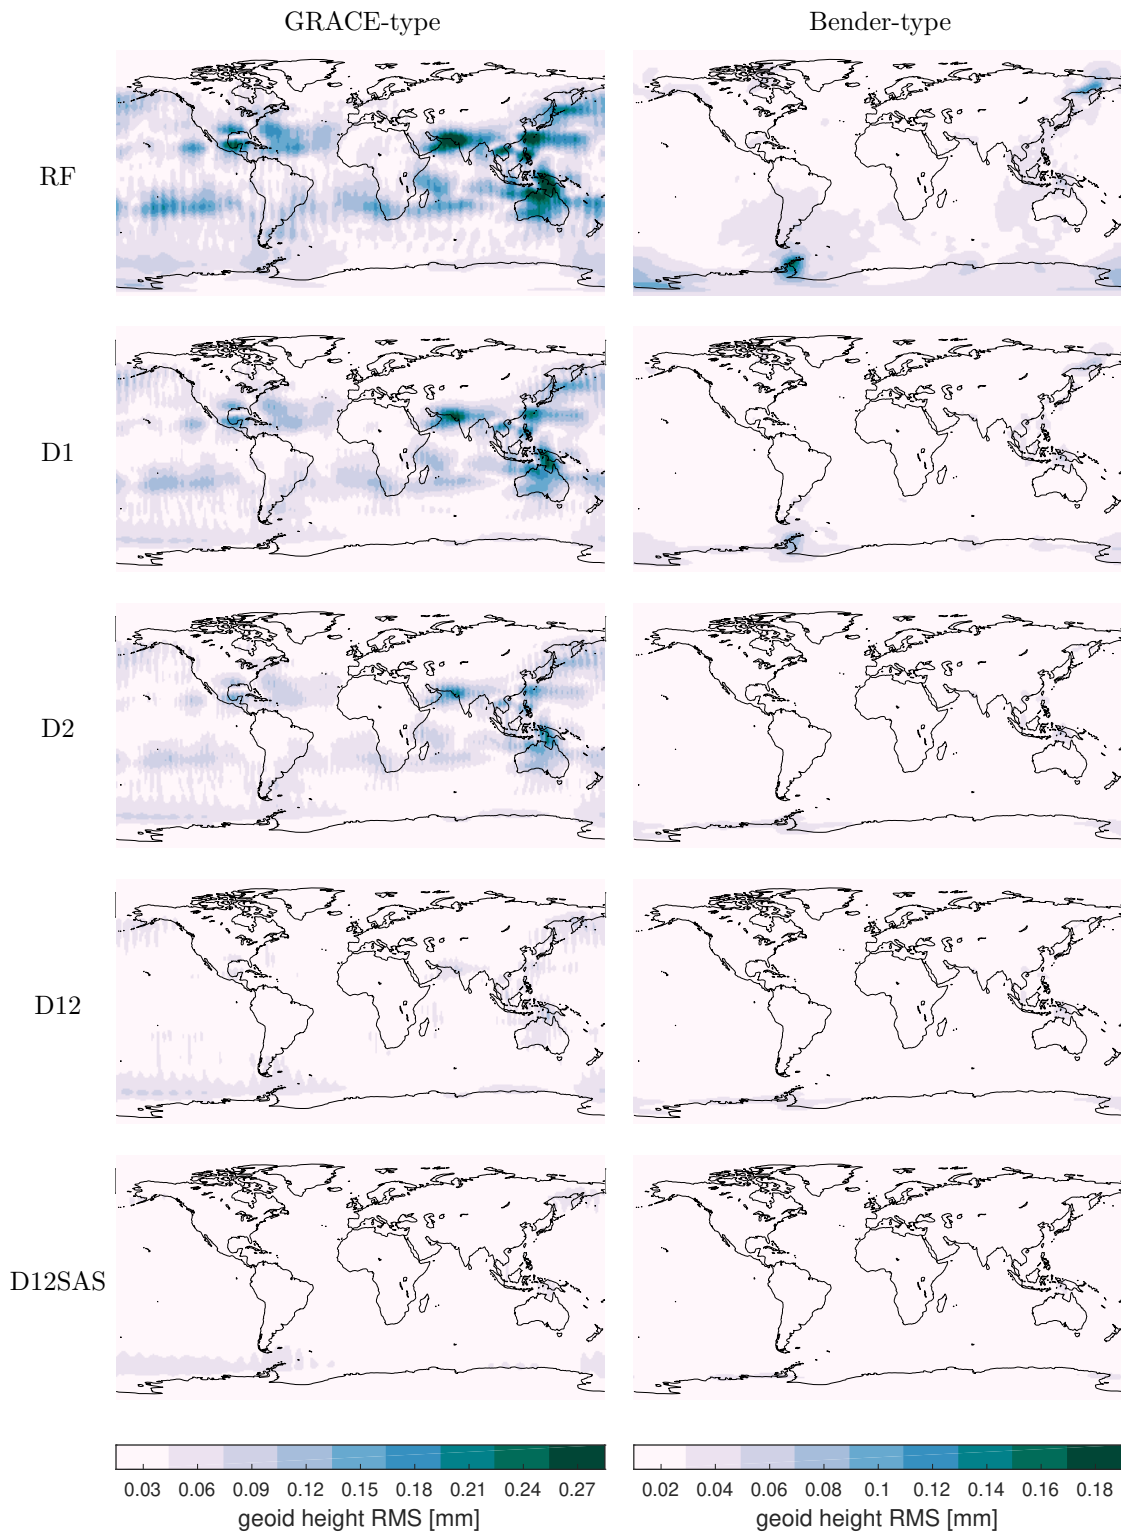 GRACE-type Bender-type
RF
D1
D2
D12
D12SAS
0.03 0.06 0.09 0.12 0.15 0.18 0.21 0.24 0.27 0.02 0.04 0.06 0.08 0.1 0.12 0.14 0.16 0.18
geoid height RMS [mm] geoid height RMS [mm]